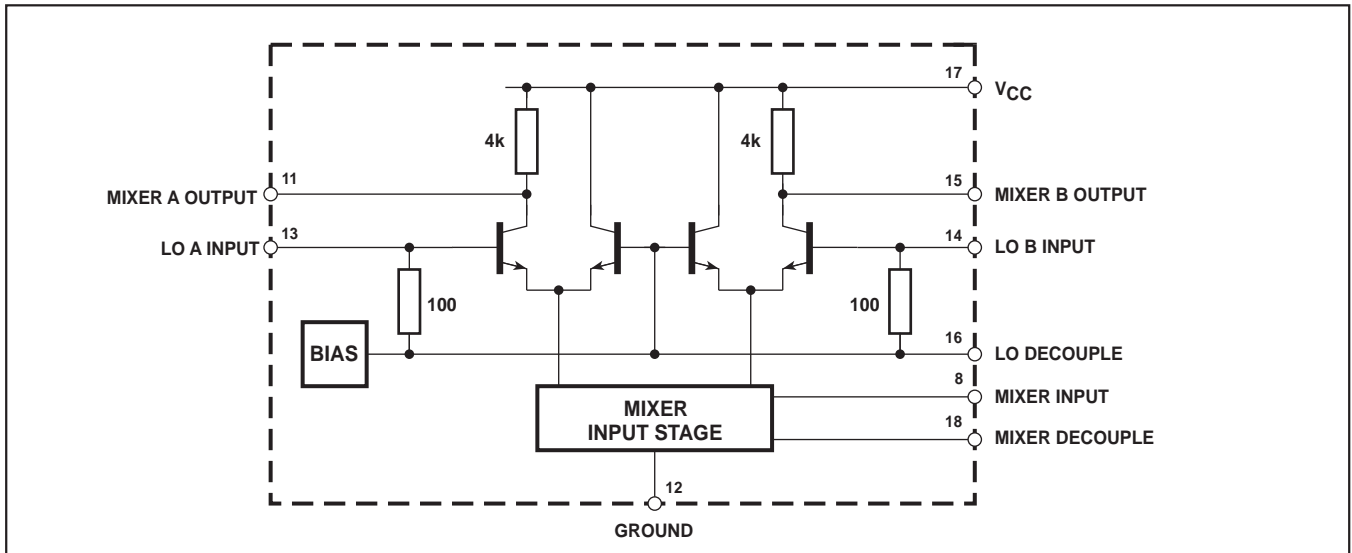 17
VCC
4k
4k
11
15
MIXER A OUTPUT
MIXER B OUTPUT
13
14
LO A INPUT
LO B INPUT
100
100
16
BIAS
LO DECOUPLE
8
MIXER
INPUT STAGE
MIXER INPUT
18
MIXER DECOUPLE
12
GROUND